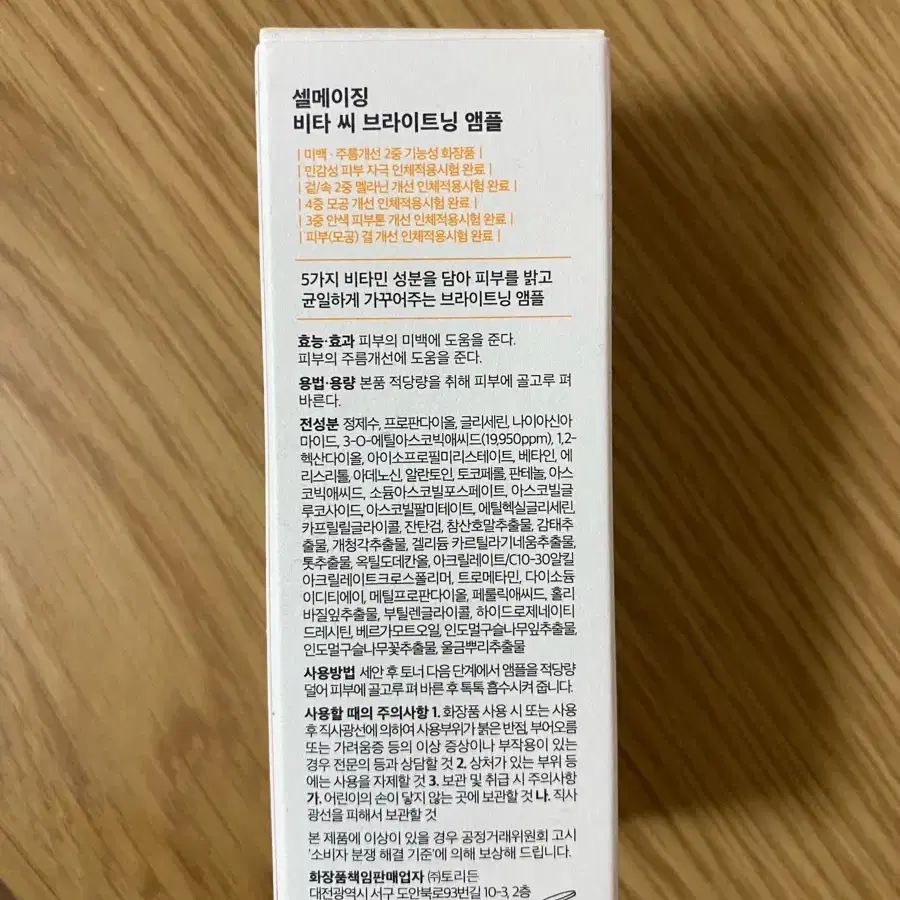 셀메이징
비타 씨 브라이트닝 앰플
| 미백·주름개선 2중 기능성 화장품 |
| 민감성 피부 자극 인체적용시험 완료 |
| 겉/속 2중 멜라닌 개선 인체적용시험 완료 |
| 4중 모공 개선 인체적용시험 완료 |
| 3중 안색 피부톤 개선 인체적용시험 완료 |
| 피부(모공) 결 개선 인체적용시험 완료 |
5가지 비타민 성분을 담아 피부를 밝고
균일하게 가꾸어주는 브라이트닝 앰플
효능·효과 피부의 미백에 도움을 준다.
피부의 주름개선에 도움을 준다.
용법·용량 본품 적당량을 취해 피부에 골고루 펴
바른다.
전성분 정제수, 프로판다이올, 글리세린, 나이아신아
마이드, 3-O-에틸아스코빅애씨드(19,950ppm), 1,2-
헥산다이올, 아이소프로필미리스테이트, 베타인, 에
리스리톨, 아데노신, 알란토인, 토코페롤, 판테놀, 아스
코빅애씨드, 소듐아스코빌포스페이트, 아스코빌글
루코사이드, 아스코빌팔미테이트, 에틸헥실글리세린,
카프릴릴글라이콜, 잔탄검, 참산호말추출물, 감태추
출물, 개청각추출물, 겔리듐 카르틸라기네움추출물,
톳추출물, 옥틸도데칸올, 아크릴레이트/C10-30알킬
아크릴레이트크로스폴리머, 트로메타민, 다이소듐
이디티에이, 메틸프로판다이올, 페룰릭애씨드, 홀리
바질잎추출물, 부틸렌글라이콜, 하이드로제네이티
드레시틴, 베르가모트오일, 인도멀구슬나무잎추출물,
인도멀구슬나무꽃추출물, 울금뿌리추출물
사용방법 세안 후 토너 다음 단계에서 앰플을 적당량
덜어 피부에 골고루 펴 바른 후 톡톡 흡수시켜 줍니다.
사용할 때의 주의사항 1. 화장품 사용 시 또는 사용
후 직사광선에 의하여 사용부위가 붉은 반점, 부어오름
또는 가려움증 등의 이상 증상이나 부작용이 있는
경우 전문의 등과 상담할 것 2. 상처가 있는 부위 등
에는 사용을 자제할 것 3. 보관 및 취급 시 주의사항
가. 어린이의 손이 닿지 않는 곳에 보관할 것 나. 직사
광선을 피해서 보관할 것
본 제품에 이상이 있을 경우 공정거래위원회 고시
'소비자 분쟁 해결 기준'에 의해 보상해 드립니다.
화장품책임판매업자 ㈜토리든
대전광역시 서구 도안북로93번길 10-3, 2층